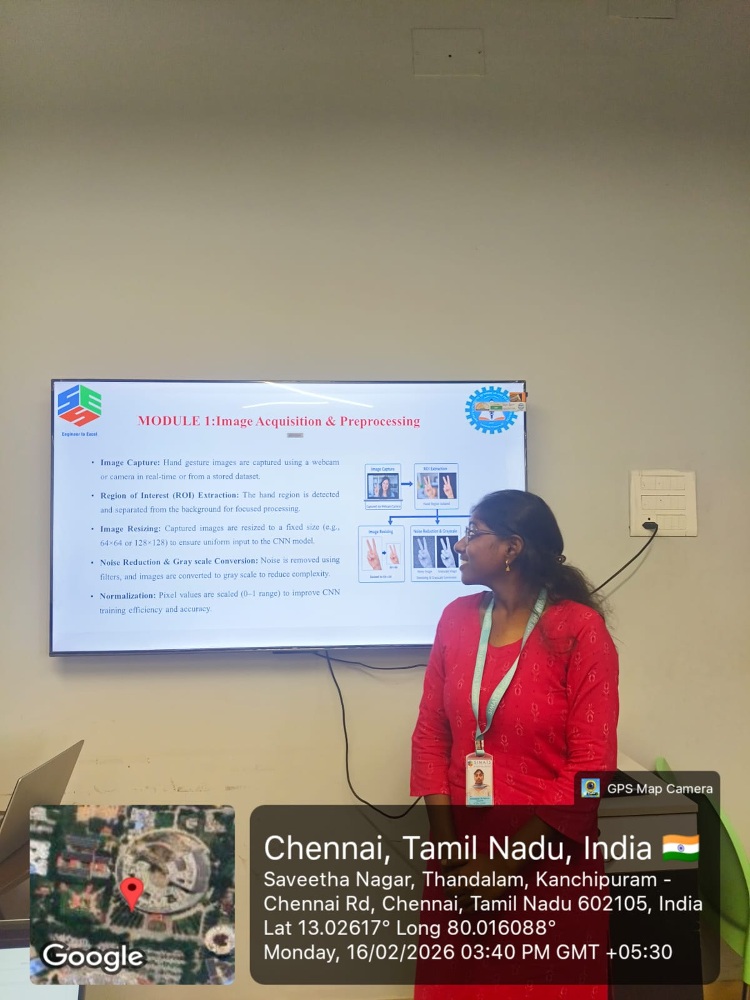 SES
Engineer to Excel
MODULE 1:Image Acquisition & Preprocessing
• Image Capture: Hand gesture images are captured using a webcam
or camera in real-time or from a stored dataset.
• Region of Interest (ROI) Extraction: The hand region is detected
and separated from the background for focused processing.
• Image Resizing: Captured images are resized to a fixed size (e.g.,
64×64 or 128×128) to ensure uniform input to the CNN model.
• Noise Reduction & Gray scale Conversion: Noise is removed using
filters, and images are converted to gray scale to reduce complexity.
• Normalization: Pixel values are scaled (0–1 range) to improve CNN
training efficiency and accuracy.
Image Capture
Captured via Webcam/Camera
ROI Extraction
Hand Region Isolated
Image Resizing
64×64
Resized to 64×64
Noise Reduction & Grayscale
Noisy Image
Grayscale Image
Denoising & Grayscale Conversion
SIMATS
SIMATS
GPS Map Camera
Google
Chennai, Tamil Nadu, India
Saveetha Nagar, Thandalam, Kanchipuram -
Chennai Rd, Chennai, Tamil Nadu 602105, India
Lat 13.02617° Long 80.016088°
Monday, 16/02/2026 03:40 PM GMT +05:30